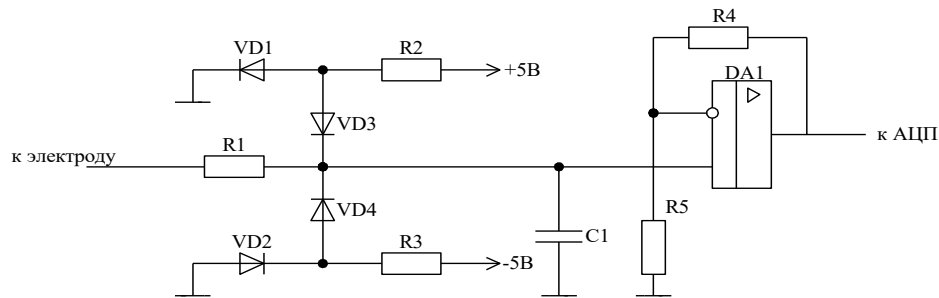 R4
VD1
R2
DA1
+5В
VD3
R1
к электроду
к АЦП
VD4
R5
C1
VD2
R3
-5В